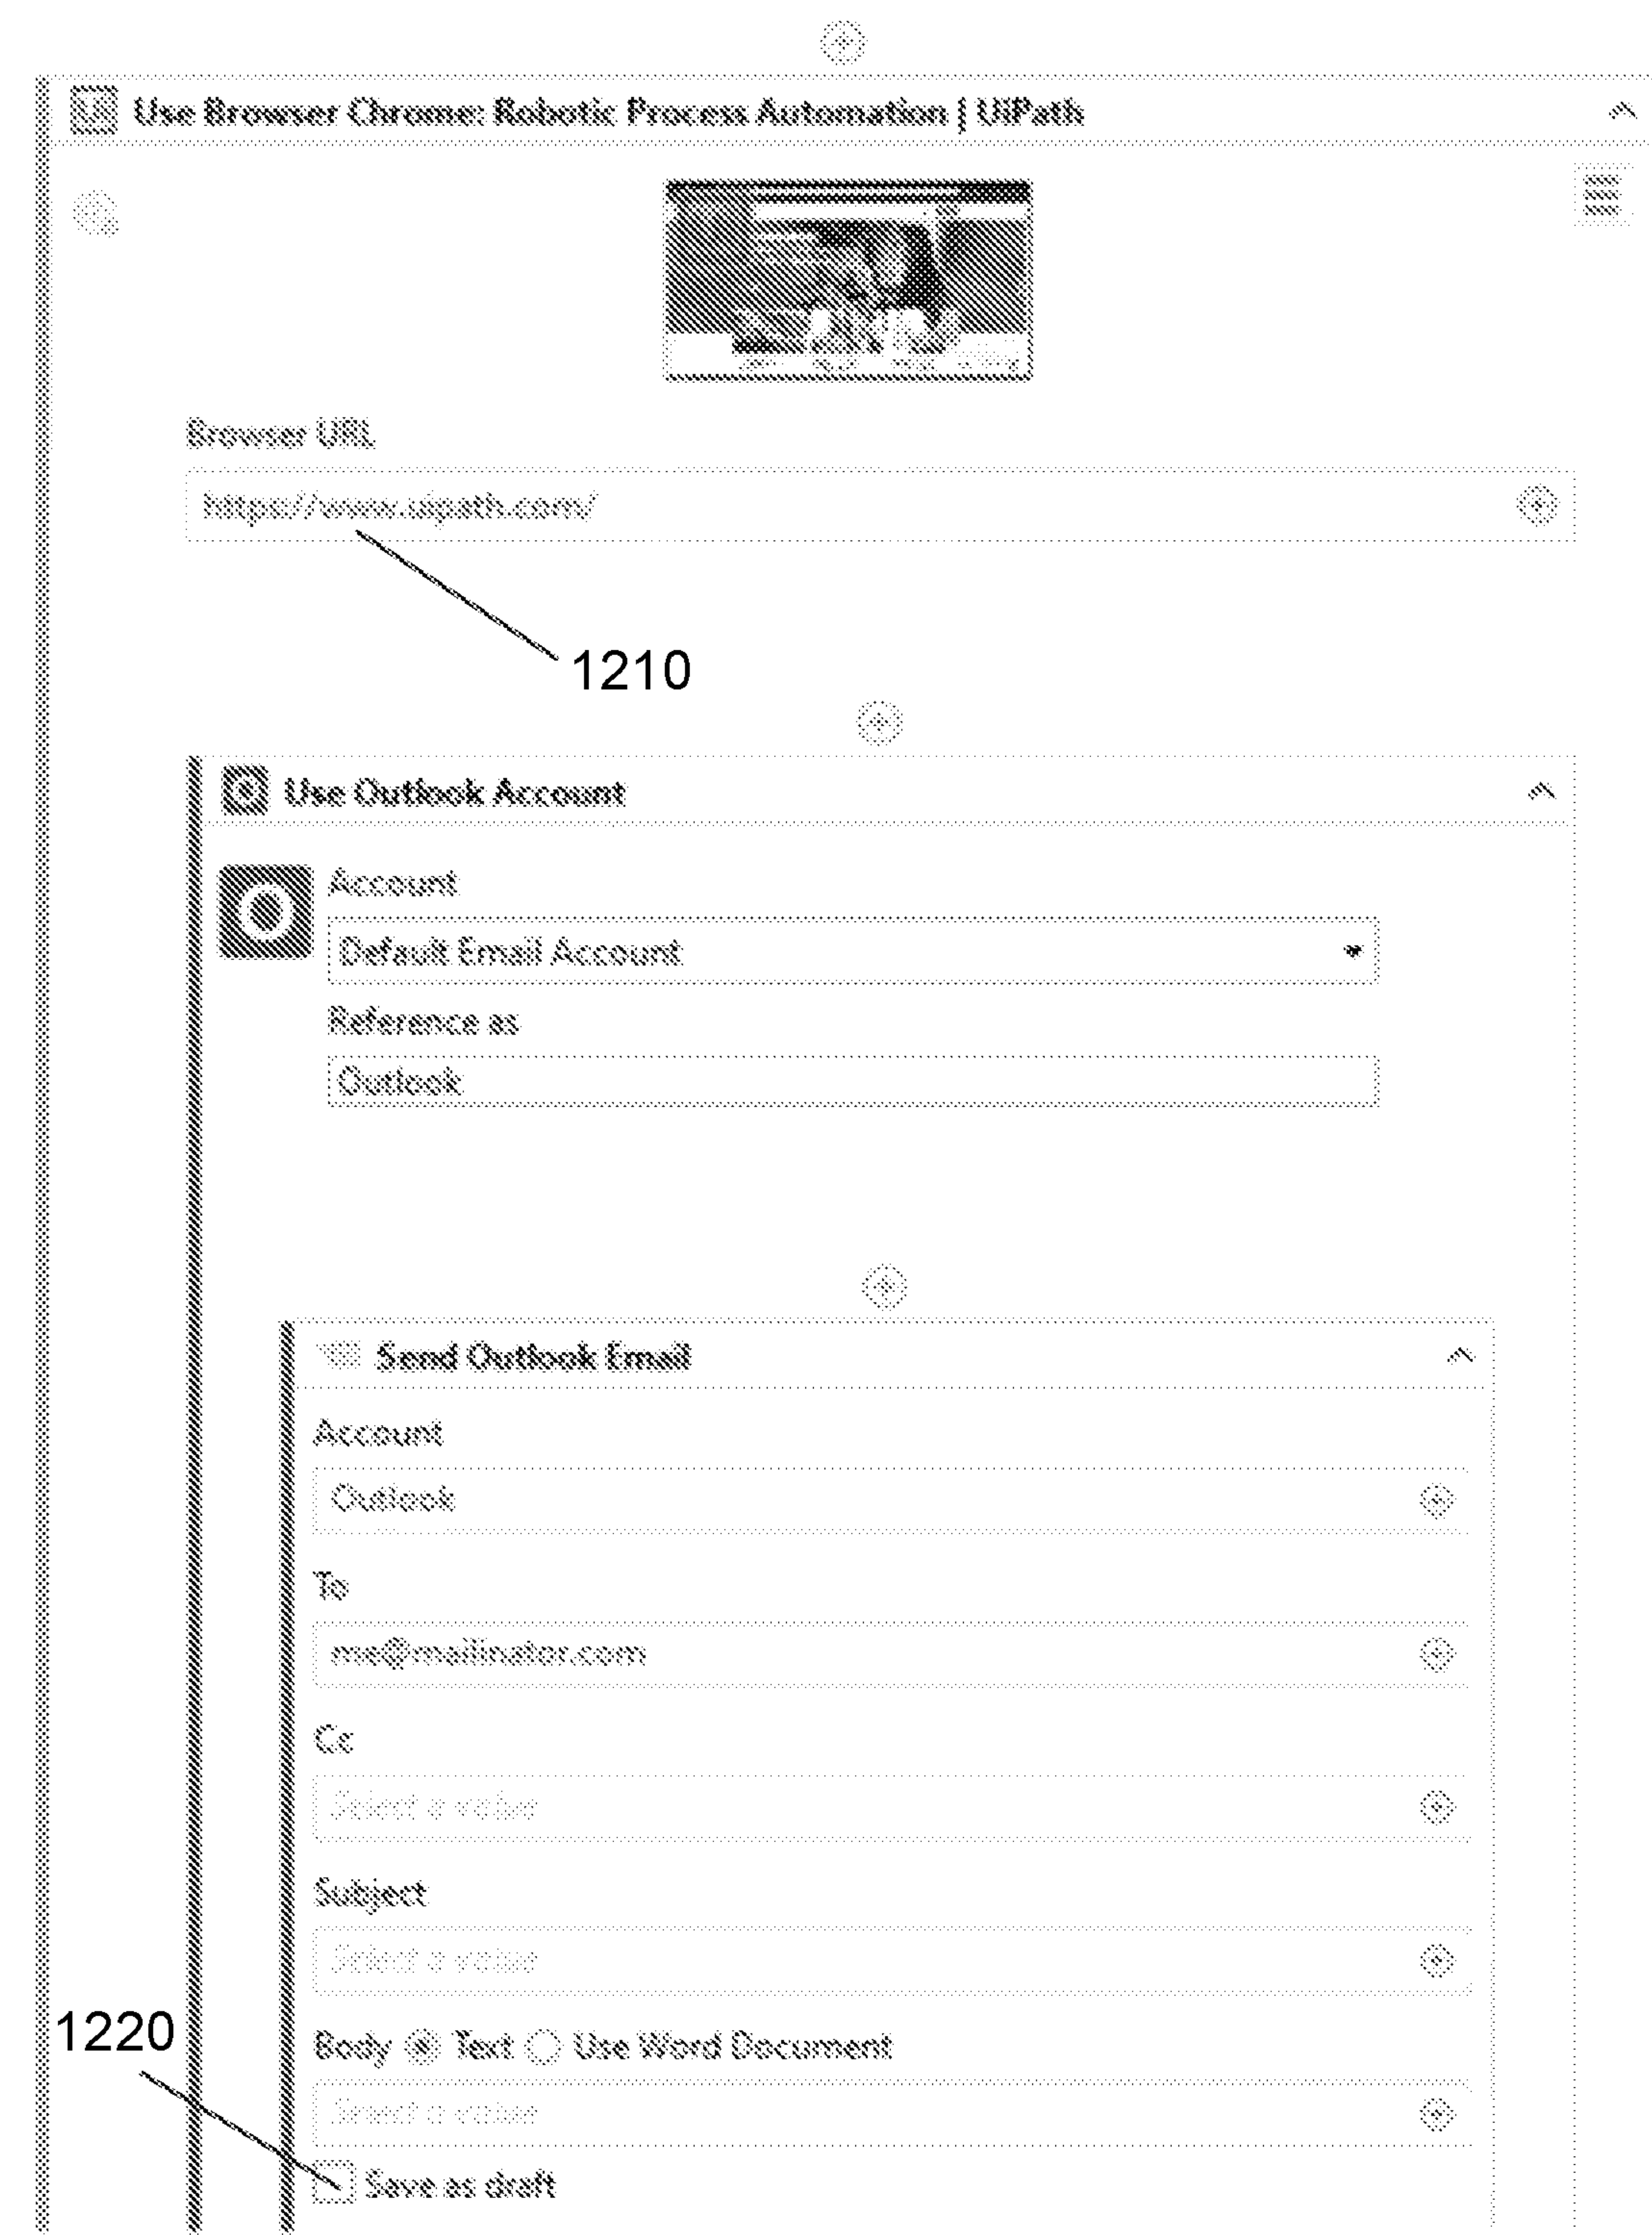 Ui Use Browser Chrome: Robotic Process Automation | UiPath
Browser URL
https://www.uipath.com/
1210
Use Outlook Account
Account
Default Email Account
Reference as
Outlook
Send Outlook Email
Account
Outlook
To
me@mailinator.com
Cc
Select a value
Subject
Select a value
1220
Body Text Use Word Document
Select a value
Save as draft